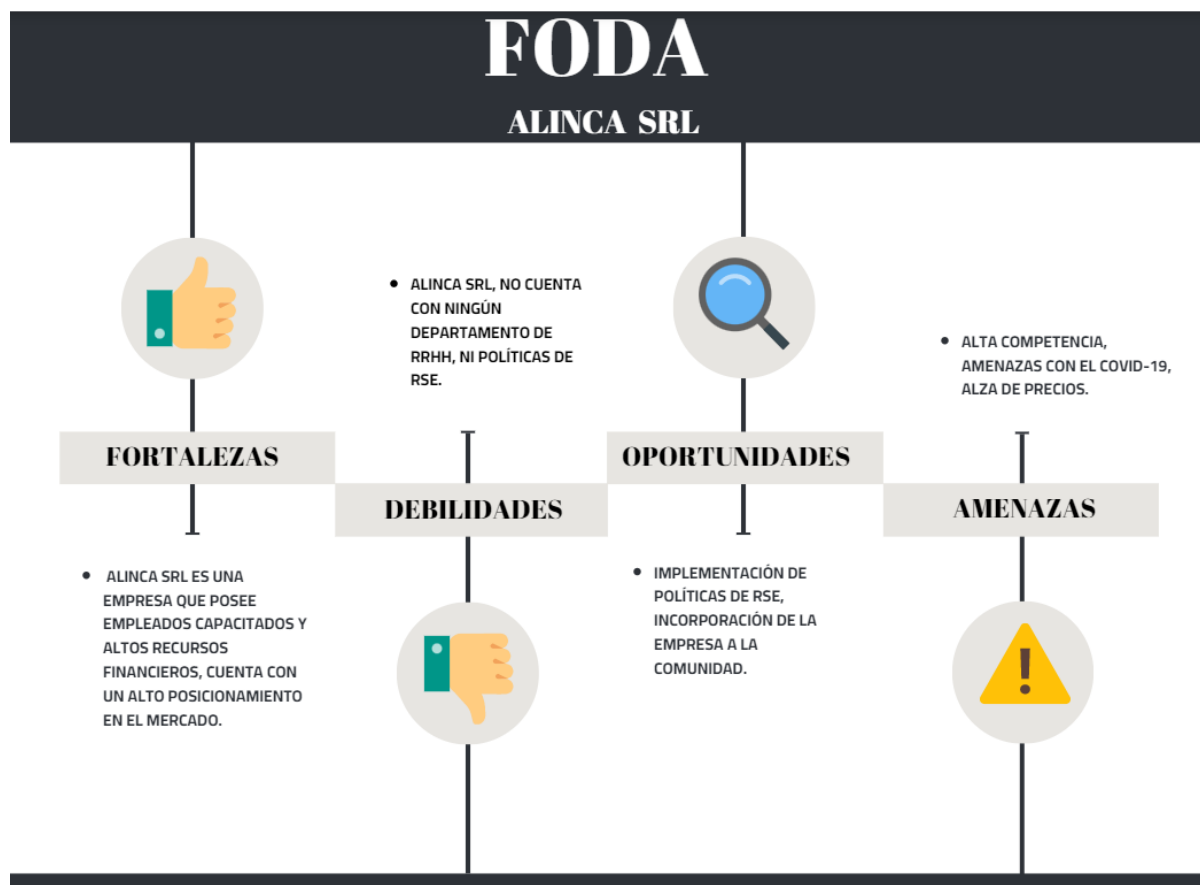 FODA
ALINCA SRL
FORTALEZAS
• ALINCA SRL ES UNA
EMPRESA QUE POSEE
EMPLEADOS CAPACITADOS Y
ALTOS RECURSOS
FINANCIEROS, CUENTA CON
UN ALTO POSICIONAMIENTO
EN EL MERCADO.
• ALINCA SRL, NO CUENTA
CON NINGÚN
DEPARTAMENTO DE
RRHH, NI POLÍTICAS DE
RSE.
DEBILIDADES
OPORTUNIDADES
• IMPLEMENTACIÓN DE
POLÍTICAS DE RSE,
INCORPORACIÓN DE LA
EMPRESA A LA
COMUNIDAD.
• ALTA COMPETENCIA,
AMENAZAS CON EL COVID-19,
ALZA DE PRECIOS.
AMENAZAS